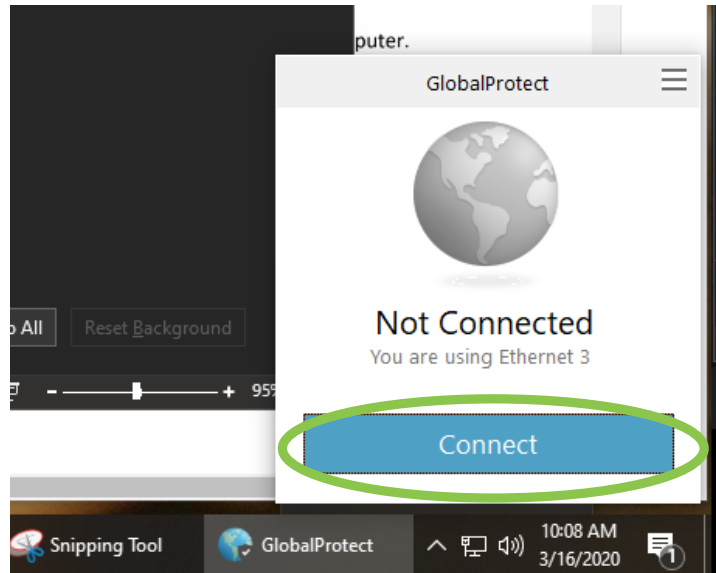 puter.
GlobalProtect
Not Connected
You are using Ethernet 3
All
Reset Background
- + 95%
Connect
Snipping Tool
GlobalProtect
10:08 AM
3/16/2020
1